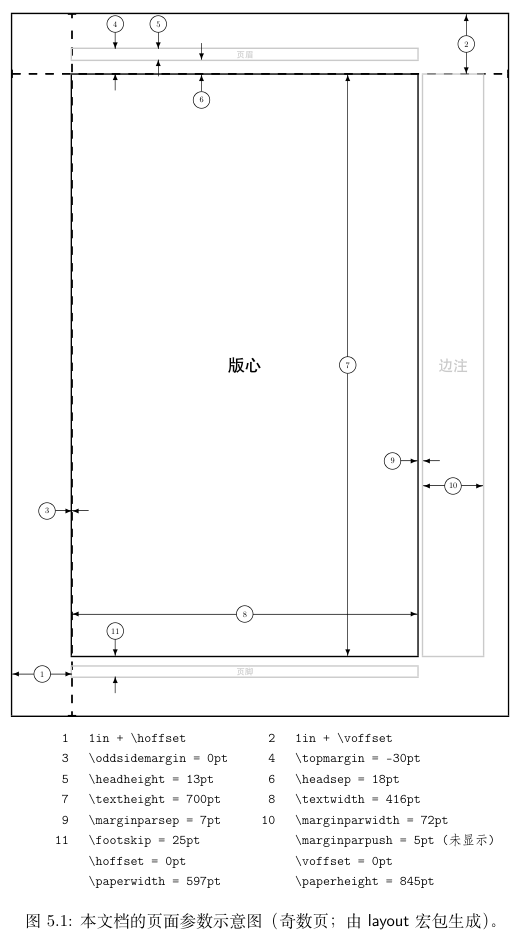 4
5
页眉
2
6
版心
7
边注
9
10
3
8
11
1
页脚
1 1in + \hoffset 2 1in + \voffset
3 \oddsidemargin = 0pt 4 \topmargin = -30pt
5 \headheight = 13pt 6 \headsep = 18pt
7 \textheight = 700pt 8 \textwidth = 416pt
9 \marginparsep = 7pt 10 \marginparwidth = 72pt
11 \footskip = 25pt \marginparpush = 5pt (未显示)
\hoffset = 0pt \voffset = 0pt
\paperwidth = 597pt \paperheight = 845pt
图 5.1: 本文档的页面参数示意图（奇数页；由 layout 宏包生成）。